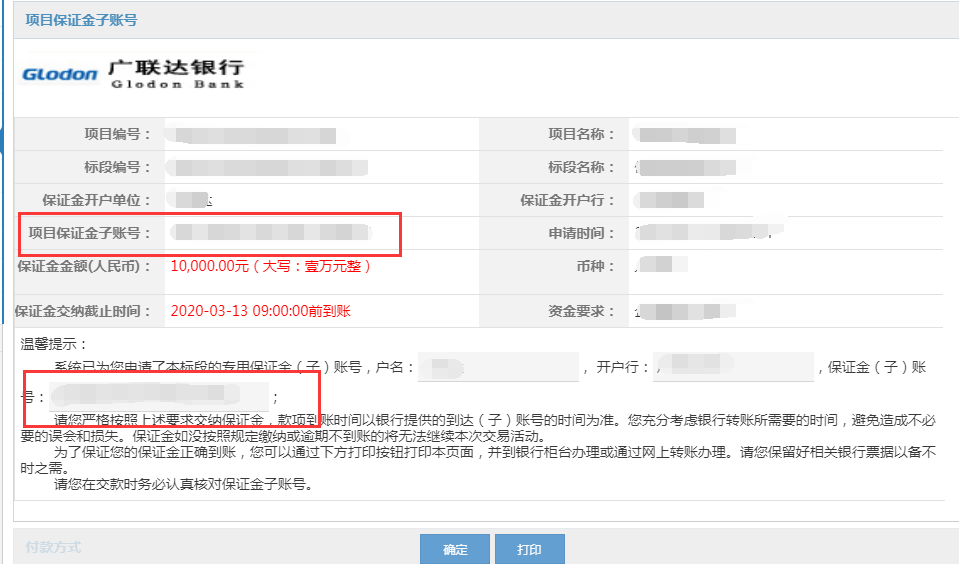 项目保证金子账号
Glodon 广联达银行
Glodon Bank
项目编号： 项目名称：
标段编号： 标段名称：
保证金开户单位： 保证金开户行：
项目保证金子账号： 申请时间：
保证金金额(人民币)： 10,000.00元（大写：壹万元整） 币种：
保证金交纳截止时间： 2020-03-13 09:00:00前到账 资金要求：
温馨提示：
系统已为您申请了本标段的专用保证金（子）账号，户名： ，开户行： ，保证金（子）账
号： ；
请您严格按照上述要求交纳保证金，款项到账时间以银行提供的到达（子）账号的时间为准。您充分考虑银行转账所需要的时间，避免造成不必
要的误会和损失。保证金如没按照规定缴纳或逾期不到账的将无法继续本次交易活动。
为了保证您的保证金正确到账，您可以通过下方打印按钮打印本页面，并到银行柜台办理或通过网上转账办理。请您保留好相关银行票据以备不
时之需。
请您在交款时务必认真核对保证金子账号。
付款方式
确定 打印